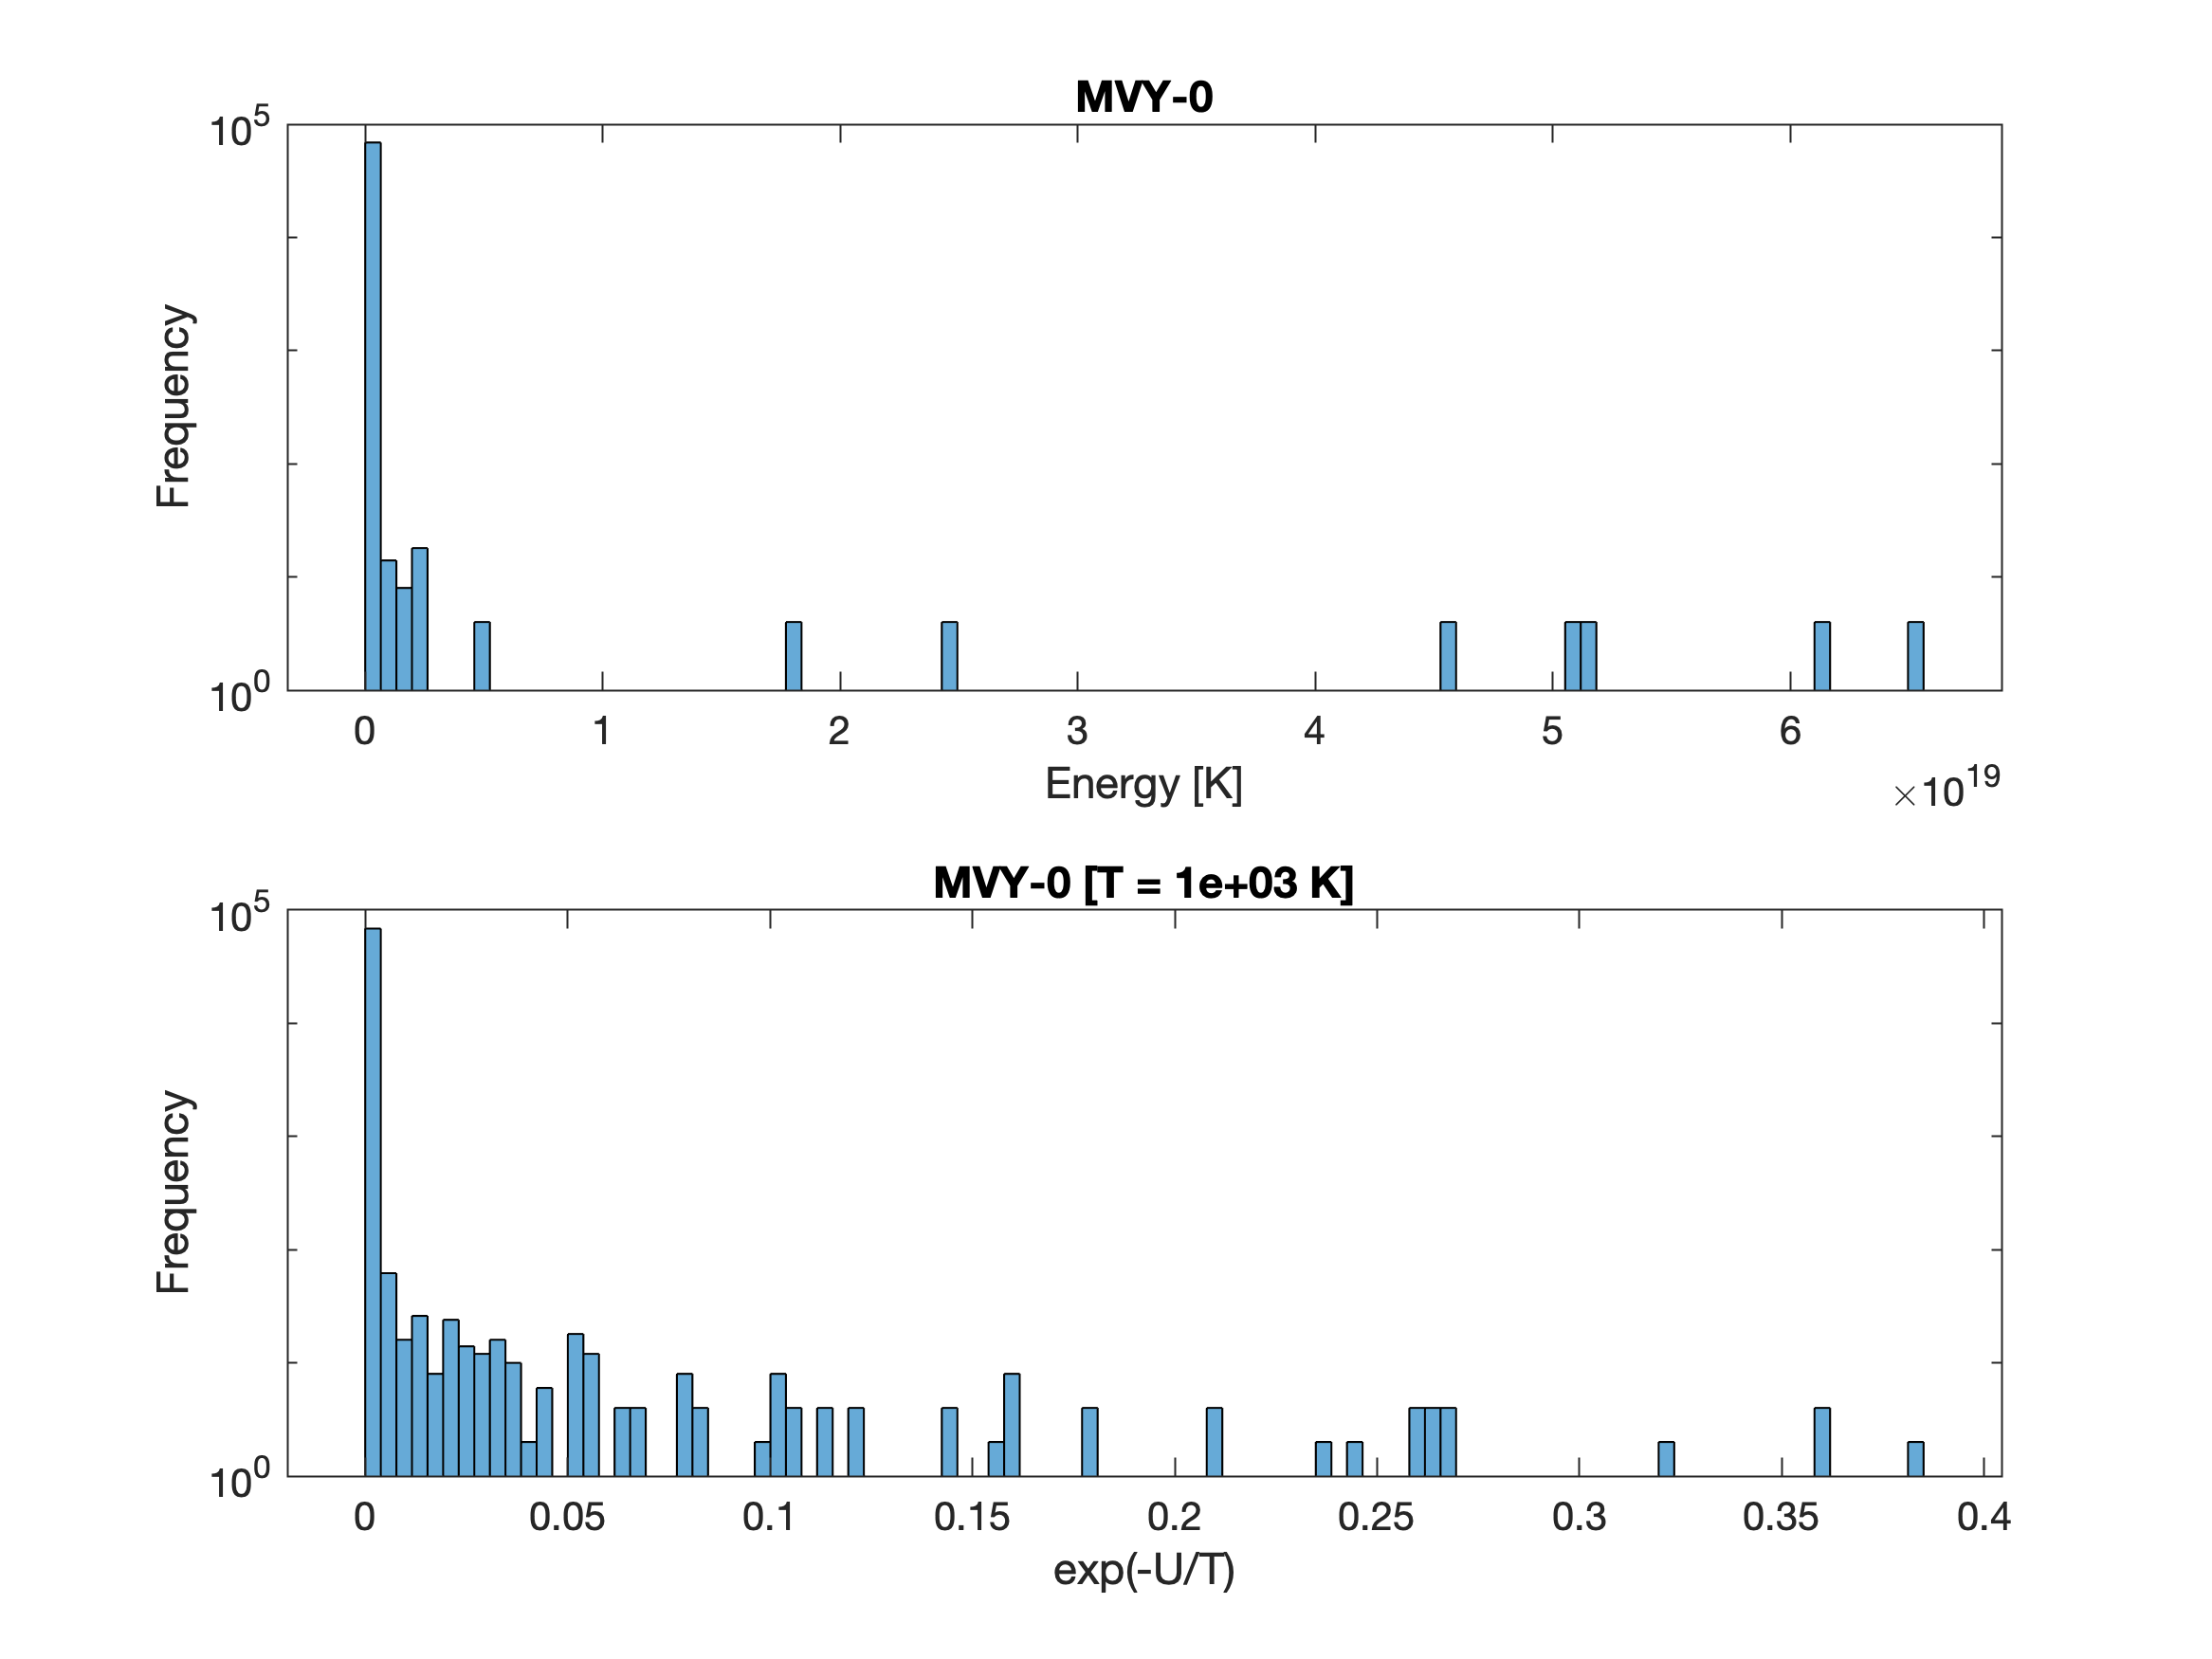 MVY-0
10^5
Frequency
10^0
0 1 2 3 4 5 6
Energy [K]
×10^19
MVY-0 [T = 1e+03 K]
10^5
Frequency
10^0
0 0.05 0.1 0.15 0.2 0.25 0.3 0.35 0.4
exp(-U/T)